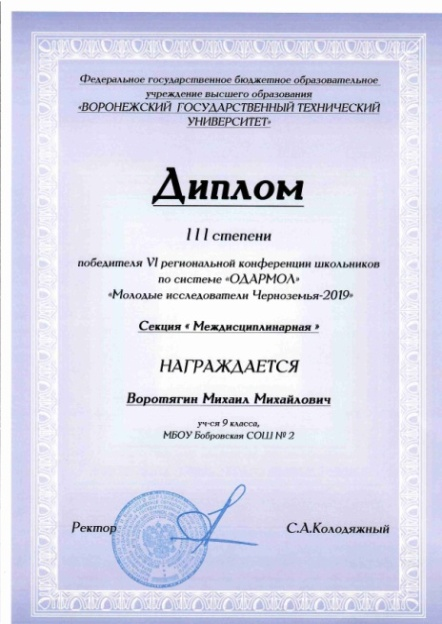 Федеральное государственное бюджетное образовательное
учреждение высшего образования
«ВОРОНЕЖСКИЙ ГОСУДАРСТВЕННЫЙ ТЕХНИЧЕСКИЙ
УНИВЕРСИТЕТ»
Диплом
III степени
победителя VI региональной конференции школьников
по системе «ОДАРМОЛ»
«Молодые исследователи Черноземья-2019»
Секция « Междисциплинарная »
НАГРАЖДАЕТСЯ
Воротягин Михаил Михайлович
уч-ся 9 класса,
МБОУ Бобровская СОШ № 2
Ректор
С.А.Колодяжный